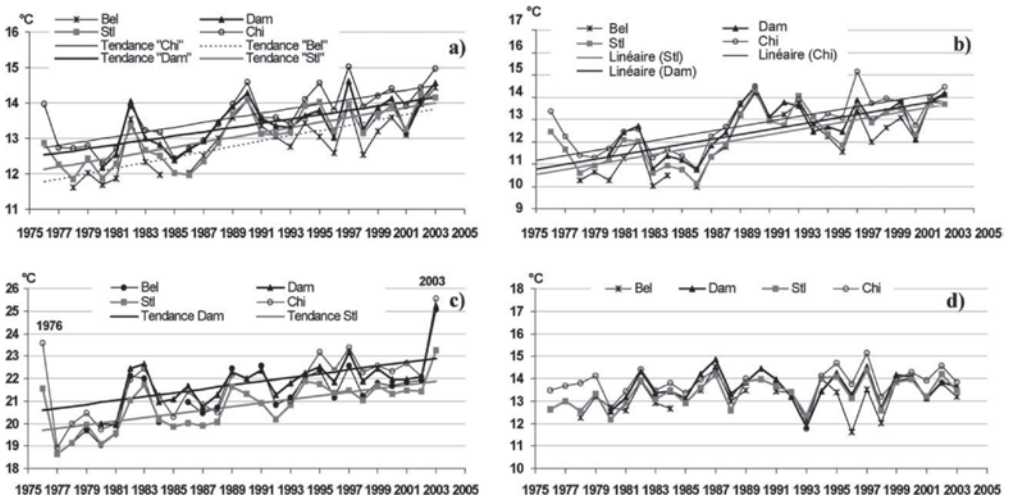 °C
Bel Dam
Stl Chi
Tendance "Chi" Tendance "Bel"
Tendance "Dam" Tendance "Stl"
a)
16
15
14
13
12
11
1975 1977 1979 1981 1983 1985 1987 1989 1991 1993 1995 1997 1999 2001 2003 2005
°C
Bel Dam
Stl Chi
Linéaire (Stl) Linéaire (Chi)
Linéaire (Dam)
b)
17
16
15
14
13
12
11
10
9
1975 1977 1979 1981 1983 1985 1987 1989 1991 1993 1995 1997 1999 2001 2003 2005
°C
Bel Dam
Stl Chi
Tendance Dam Tendance Stl
c)
2003
1976
26
25
24
23
22
21
20
19
18
1975 1977 1979 1981 1983 1985 1987 1989 1991 1993 1995 1997 1999 2001 2003 2005
°C
Bel Dam Stl Chi
d)
18
17
16
15
14
13
12
11
10
1975 1977 1979 1981 1983 1985 1987 1989 1991 1993 1995 1997 1999 2001 2003 2005